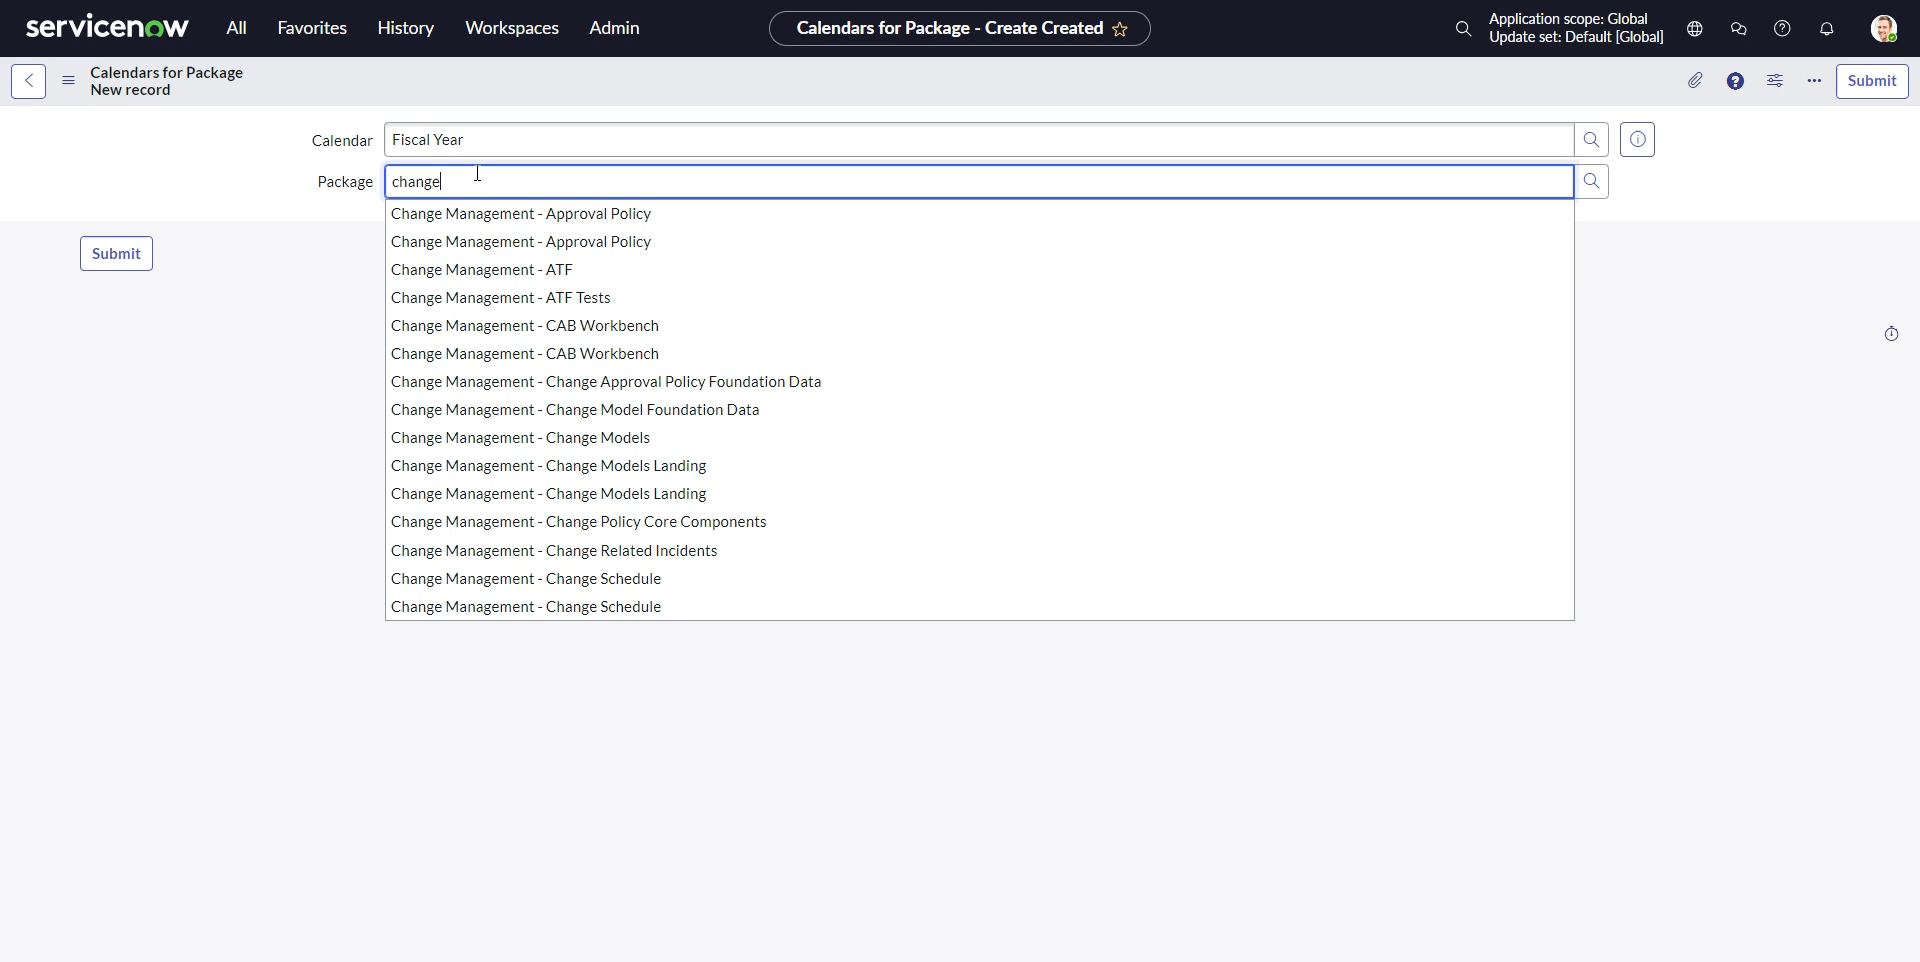 servicenow All Favorites History Workspaces Admin Calendars for Package - Create Created Application scope: Global
Update set: Default [Global]
Calendars for Package
New record
Submit
Calendar Fiscal Year
Package change
Change Management - Approval Policy
Change Management - Approval Policy
Change Management - ATF
Change Management - ATF Tests
Change Management - CAB Workbench
Change Management - CAB Workbench
Change Management - Change Approval Policy Foundation Data
Change Management - Change Model Foundation Data
Change Management - Change Models
Change Management - Change Models Landing
Change Management - Change Models Landing
Change Management - Change Policy Core Components
Change Management - Change Related Incidents
Change Management - Change Schedule
Change Management - Change Schedule
Submit